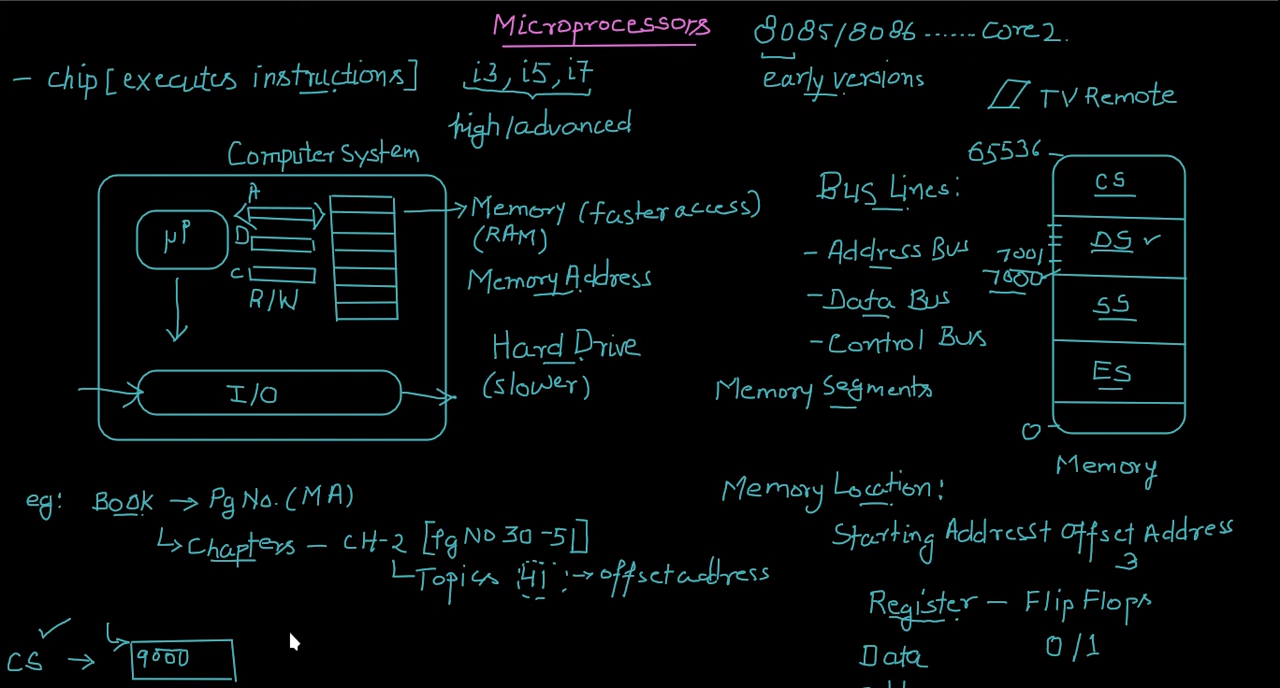 Microprocessors
8085/8086 ....... Core 2.
- chip [executes instructions]
i3, i5, i7
early versions
high/advanced
TV Remote
Computer System
65536
A
D
C
R/W
μP
I/O
→ Memory (faster access)
(RAM)
Memory Address
Hard Drive
(slower)
Bus Lines:
- Address Bus
- Data Bus
- Control Bus
Memory Segments
CS
DS ✓
7001
7000
SS
ES
0
Memory
eg: Book → Pg No. (MA)
↳ Chapters - CH-2 [Pg No 30-51]
↳ Topics 41 → offset address
Memory Location:
Starting Address + Offset Address
3
Register - Flip Flops
0/1
Data
CS → 9000